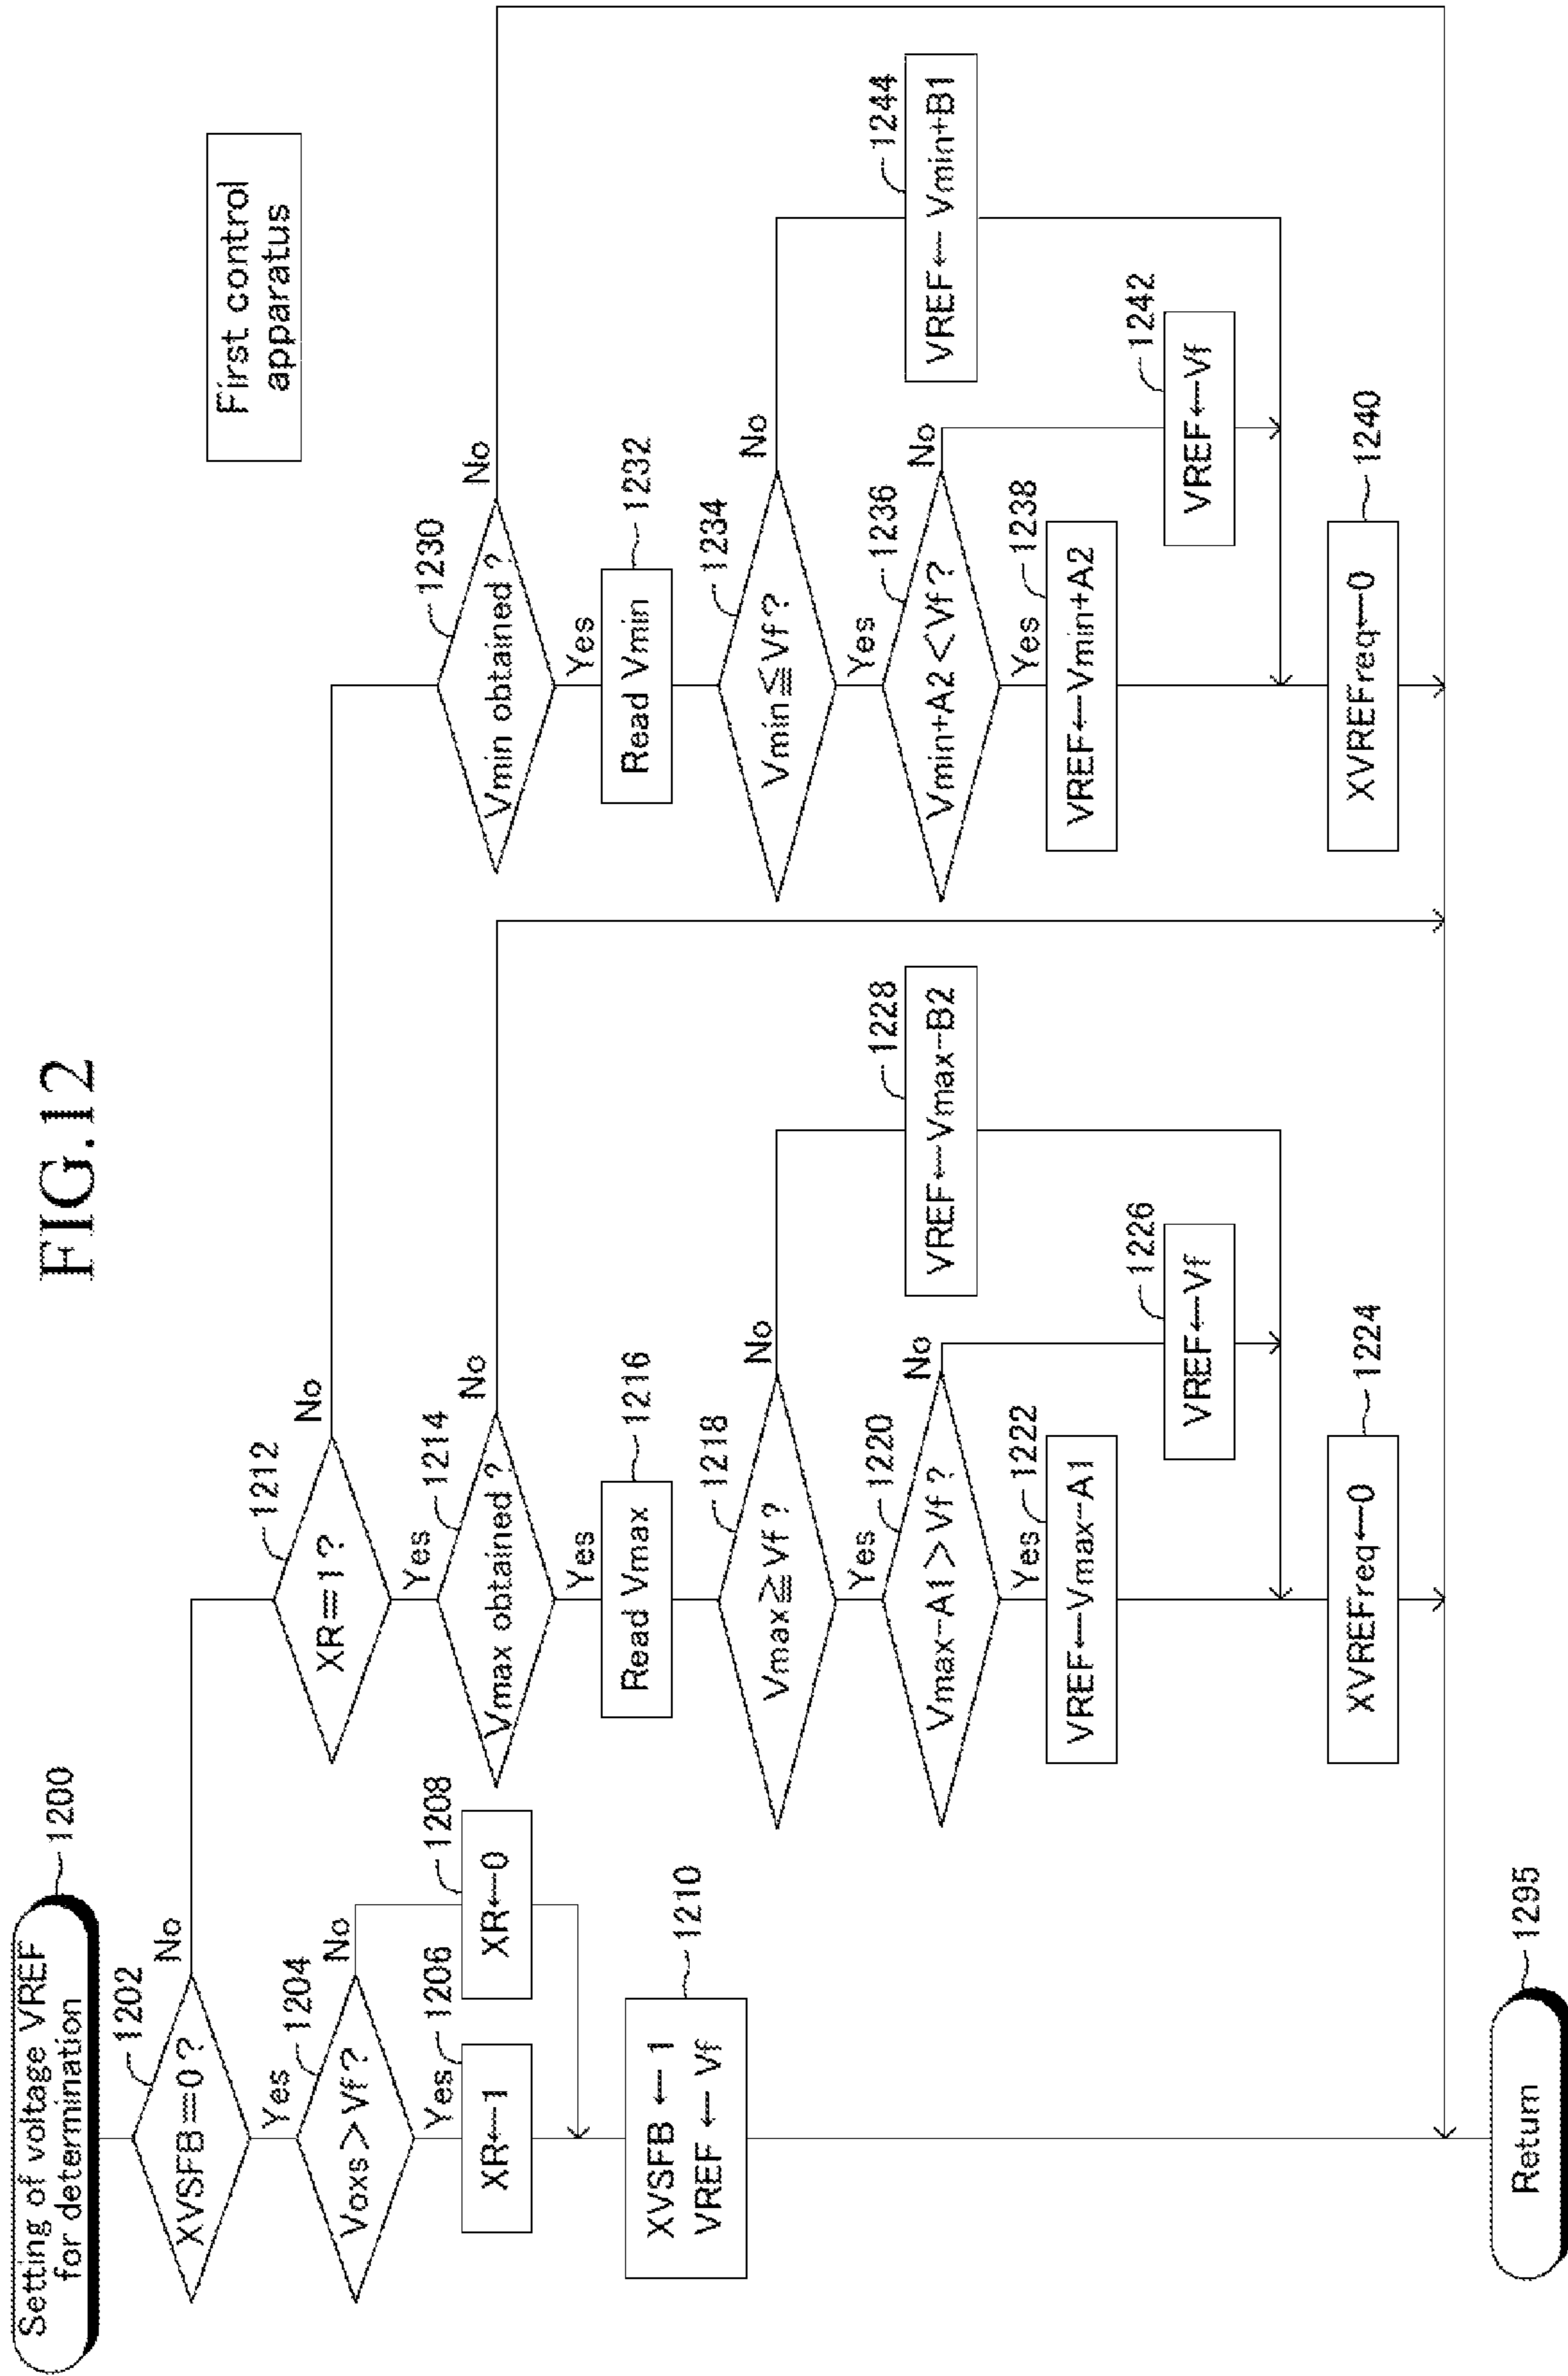 FIG.12
First control
apparatus
Setting of voltage VREF
for determination
1200
XVSFB=0?
1202
Yes
No
Voxs>Vf?
1204
Yes
No
XR←1
1206
XR←0
1208
XVSFB ← 1
VREF ← Vf
1210
XR=1?
1212
Yes
No
Vmax obtained ?
1214
Yes
No
Read Vmax
1216
Vmax≧Vf?
1218
Yes
No
Vmax-A1>Vf?
1220
Yes
No
VREF←Vmax-A1
1222
XVREFreq←0
1224
VREF←Vf
1226
VREF←Vmax-B2
1228
Vmin obtained ?
1230
Yes
No
Read Vmin
1232
Vmin≦Vf?
1234
Yes
No
Vmin+A2<Vf?
1236
Yes
No
VREF←Vmin+A2
1238
XVREFreq←0
1240
VREF←Vf
1242
VREF← Vmin+B1
1244
Return
1295